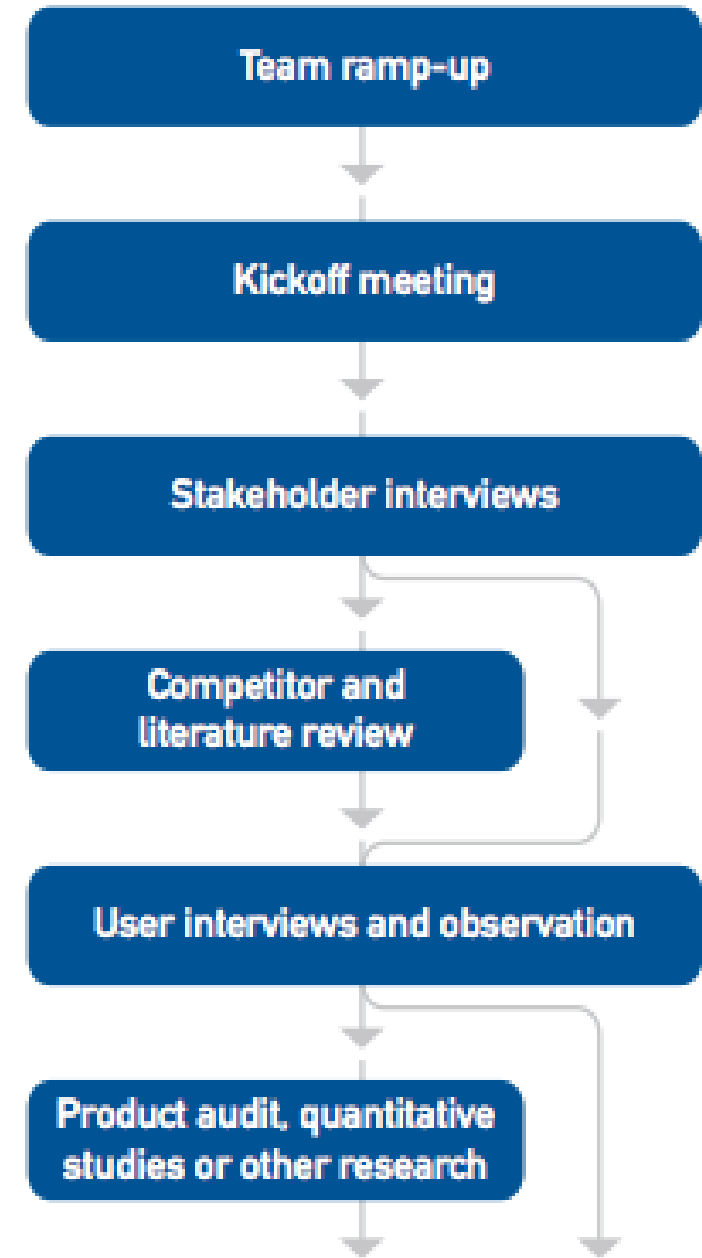 Team ramp-up
Kickoff meeting
Stakeholder interviews
Competitor and
literature review
User interviews and observation
Product audit, quantitative
studies or other research